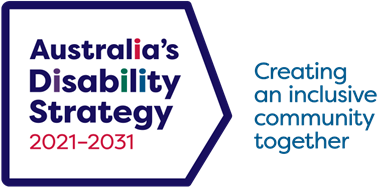 Australia's
Disability
Strategy
2021–2031
Creating
an inclusive
community
together